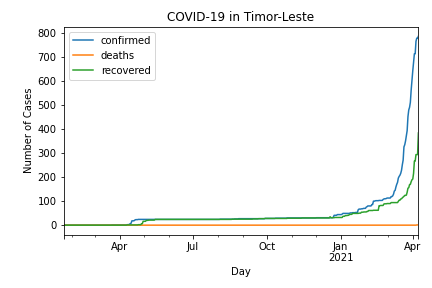 COVID-19 in Timor-Leste
confirmed
deaths
recovered
Number of Cases
800
700
600
500
400
300
200
100
0
Apr
Jul
Oct
Jan
2021
Apr
Day